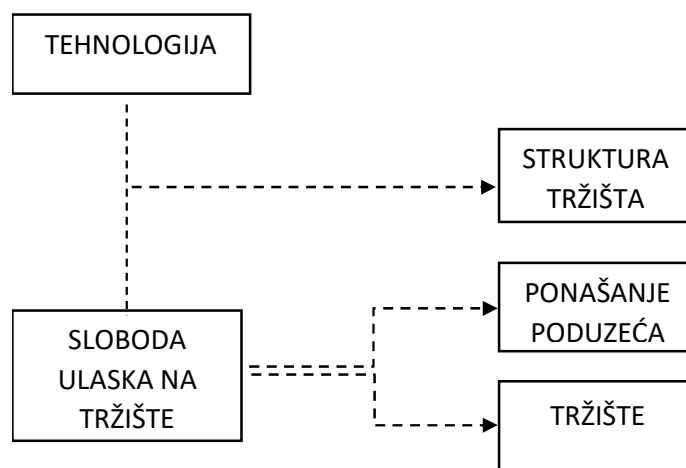 TEHNOLOGIJA
STRUKTURA
TRŽIŠTA
PONAŠANJE
PODUZEĆA
SLOBODA
ULASKA NA
TRŽIŠTE
TRŽIŠTE